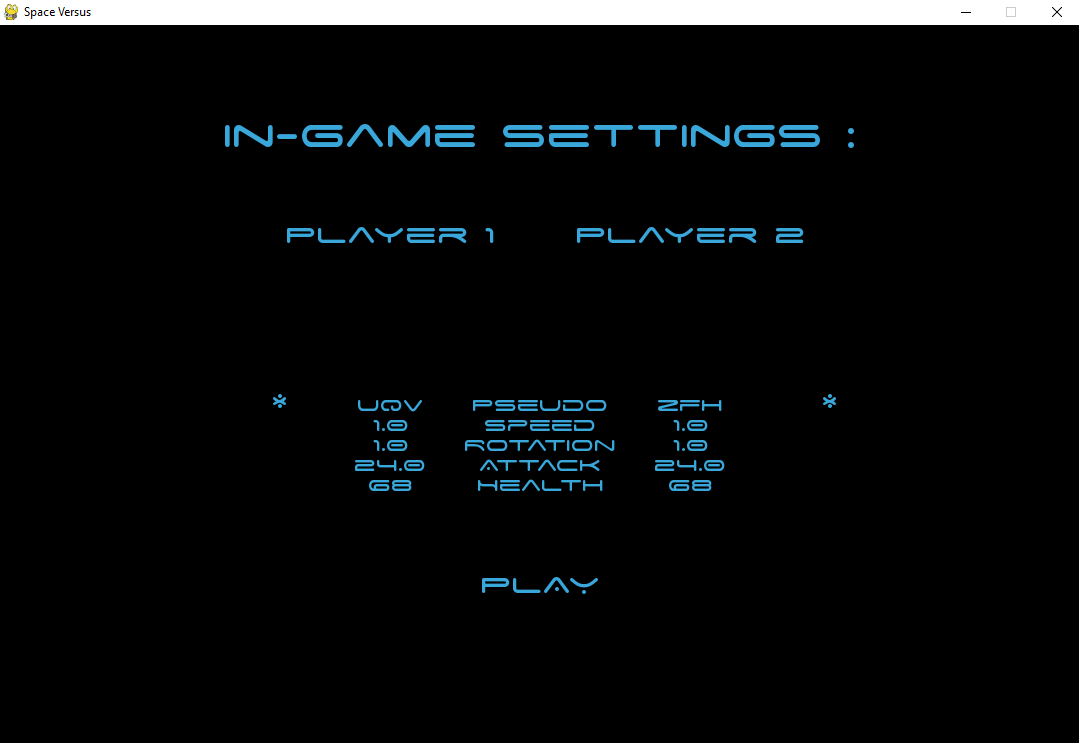 Space Versus
IN-GAME SETTINGS :
PLAYER 1 PLAYER 2
* UQV PSEUDO ZFH *
1.0 SPEED 1.0
1.0 ROTATION 1.0
24.0 ATTACK 24.0
68 HEALTH 68
PLAY